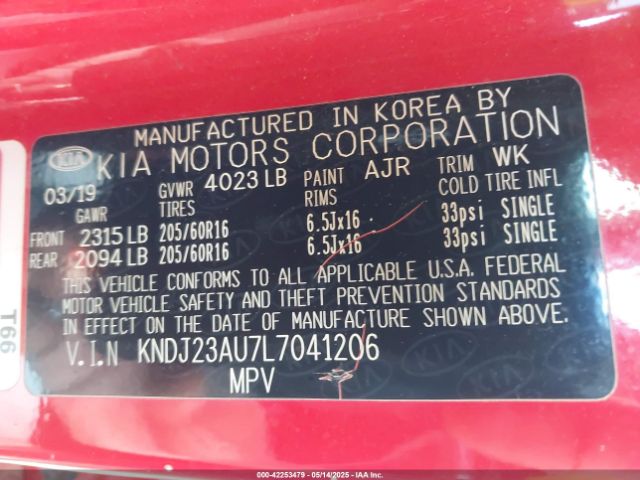 MANUFACTURED IN KOREA BY
KIA KIA MOTORS CORPORATION
03/19 GVWR 4023 LB PAINT AJR TRIM WK
GAWR TIRES RIMS COLD TIRE INFL
FRONT 2315 LB 205/60R16 6.5Jx16 33psi SINGLE
REAR 2094 LB 205/60R16 6.5Jx16 33psi SINGLE
THIS VEHICLE CONFORMS TO ALL APPLICABLE U.S.A. FEDERAL
MOTOR VEHICLE SAFETY AND THEFT PREVENTION STANDARDS
IN EFFECT ON THE DATE OF MANUFACTURE SHOWN ABOVE.
V.I.N KNDJ23AU7L7041206
MPV
T66
000-42253479 - 05/14/2025 - IAAI.COM